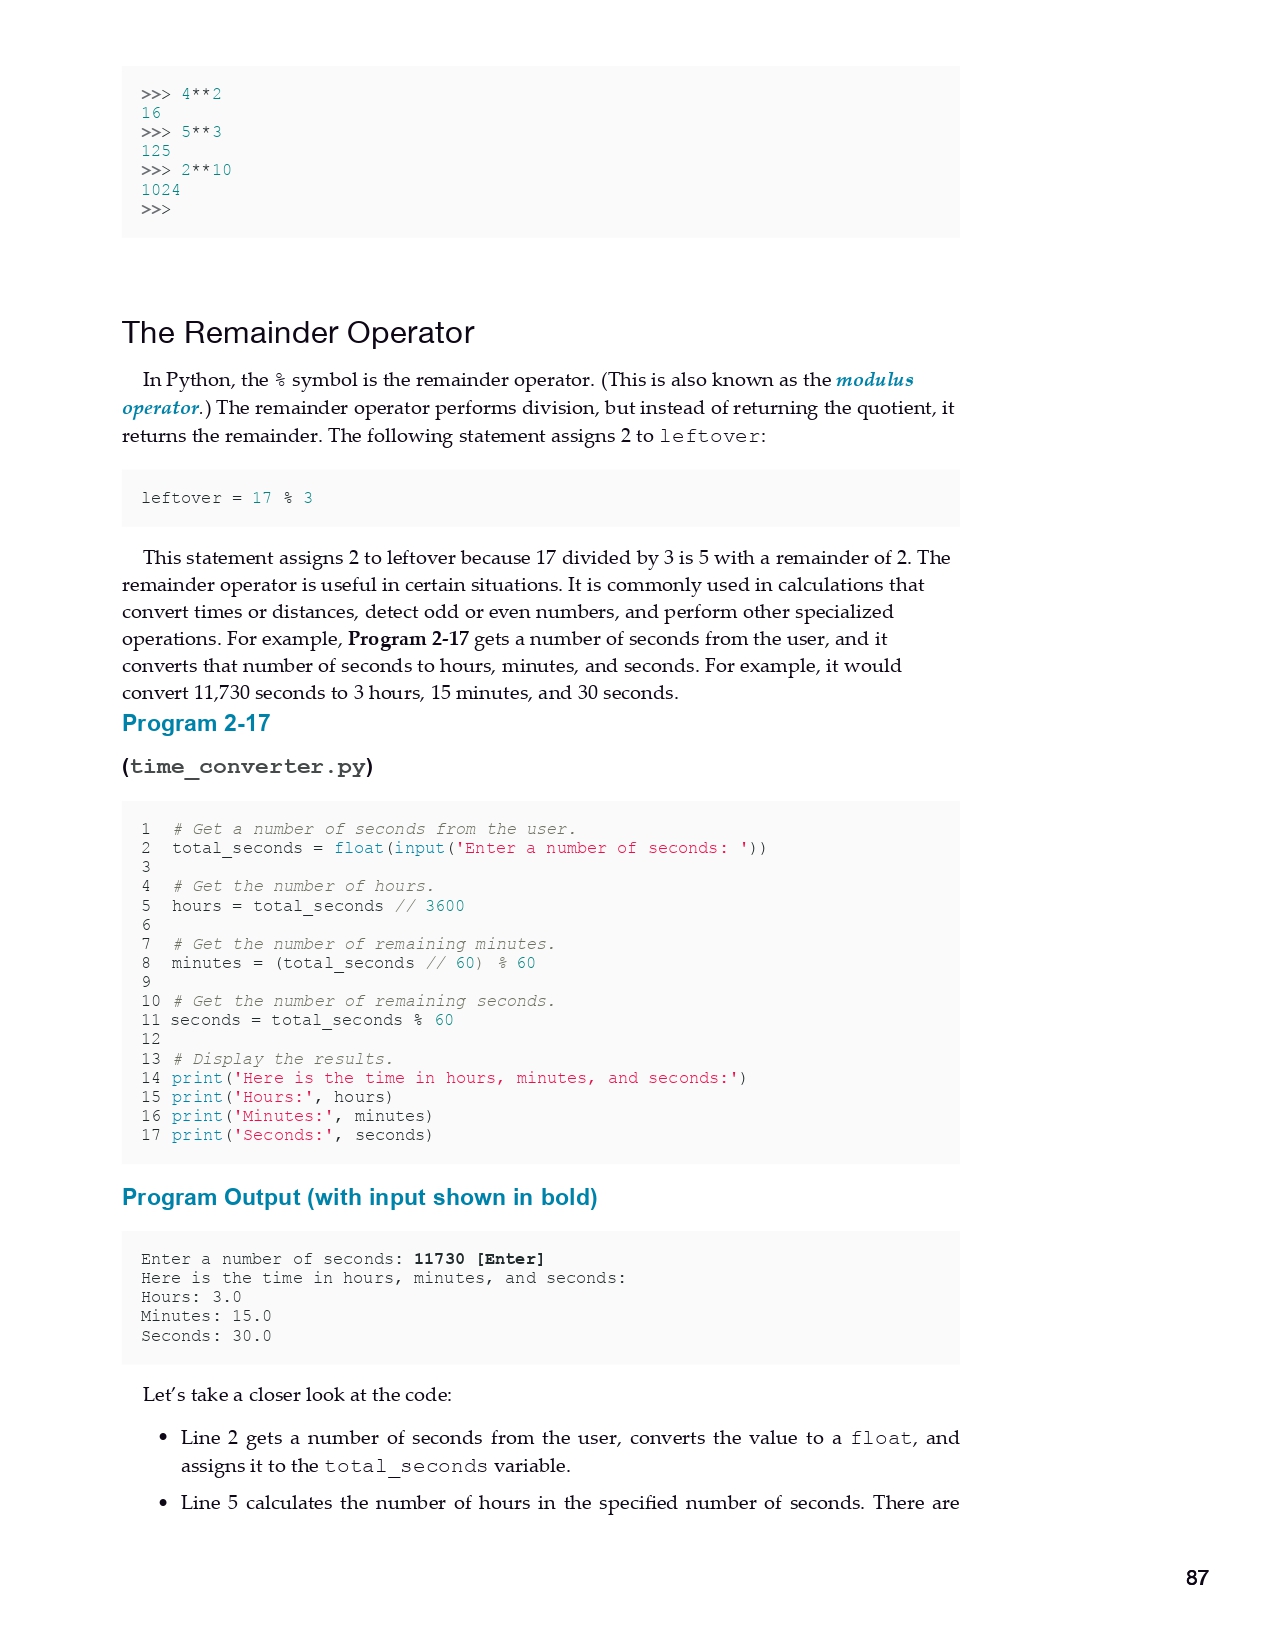 >>> 4**2
16
>>> 5**3
125
>>> 2**10
1024
>>>
The Remainder Operator
In Python, the % symbol is the remainder operator. (This is also known as the modulus
operator.) The remainder operator performs division, but instead of returning the quotient, it
returns the remainder. The following statement assigns 2 to leftover:
leftover = 17 % 3
This statement assigns 2 to leftover because 17 divided by 3 is 5 with a remainder of 2. The
remainder operator is useful in certain situations. It is commonly used in calculations that
convert times or distances, detect odd or even numbers, and perform other specialized
operations. For example, Program 2-17 gets a number of seconds from the user, and it
converts that number of seconds to hours, minutes, and seconds. For example, it would
convert 11,730 seconds to 3 hours, 15 minutes, and 30 seconds.
Program 2-17
(time_converter.py)
1  # Get a number of seconds from the user.
2  total_seconds = float(input('Enter a number of seconds: '))
3
4  # Get the number of hours.
5  hours = total_seconds // 3600
6
7  # Get the number of remaining minutes.
8  minutes = (total_seconds // 60) % 60
9
10 # Get the number of remaining seconds.
11 seconds = total_seconds % 60
12
13 # Display the results.
14 print('Here is the time in hours, minutes, and seconds:')
15 print('Hours:', hours)
16 print('Minutes:', minutes)
17 print('Seconds:', seconds)
Program Output (with input shown in bold)
Enter a number of seconds: 11730 [Enter]
Here is the time in hours, minutes, and seconds:
Hours: 3.0
Minutes: 15.0
Seconds: 30.0
Let’s take a closer look at the code:
• Line 2 gets a number of seconds from the user, converts the value to a float, and
assigns it to the total_seconds variable.
• Line 5 calculates the number of hours in the specified number of seconds. There are
87